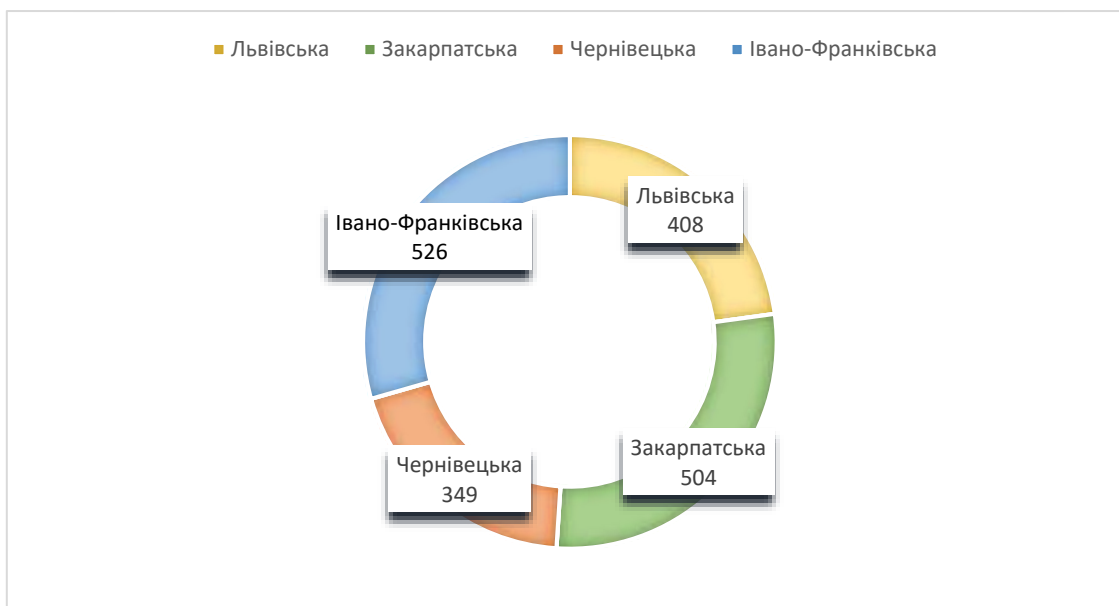 Львівська Закарпатська Чернівецька Івано-Франківська
Львівська
408
Івано-Франківська
526
Закарпатська
504
Чернівецька
349